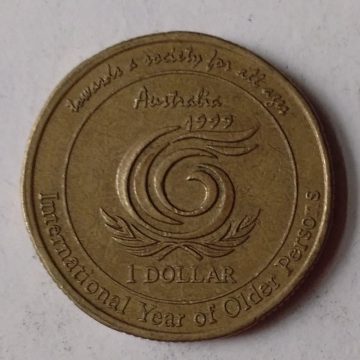 towards a society for all ages
Australia
1999
1 DOLLAR
International Year of Older Persons